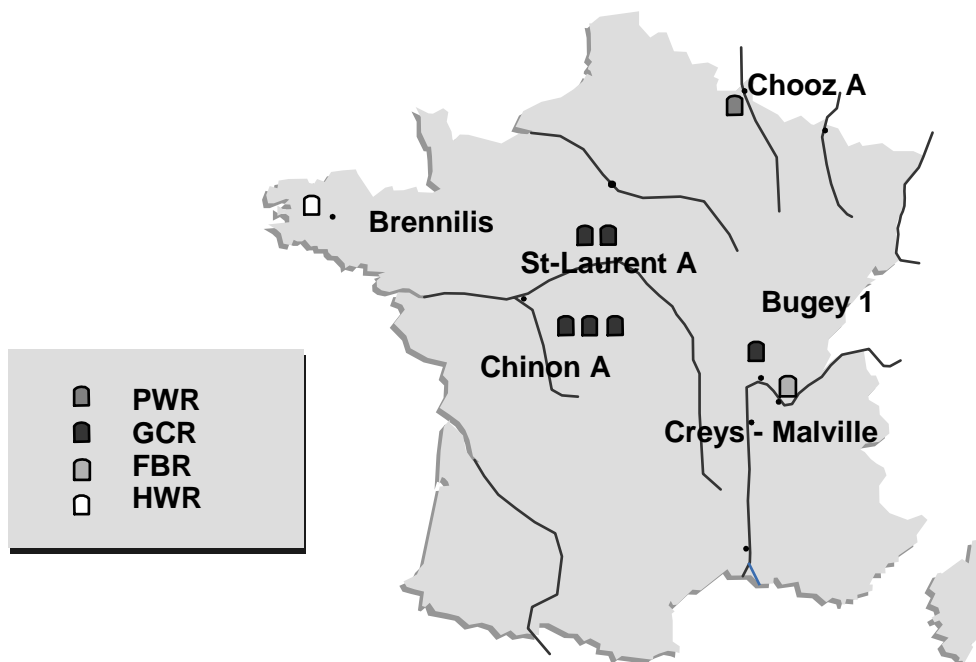 Chooz A
Brennilis
St-Laurent A
Bugey 1
Chinon A
Creys - Malville
PWR
GCR
FBR
HWR